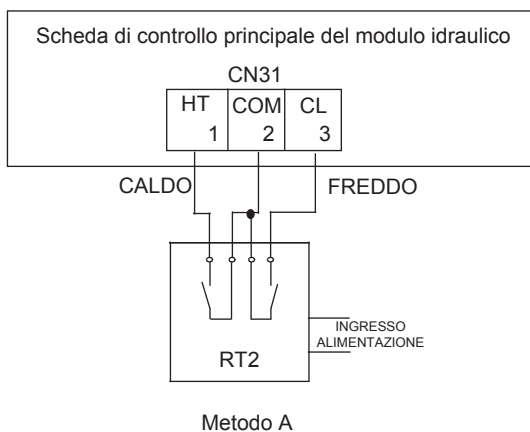 Scheda di controllo principale del modulo idraulico
CN31
HT COM CL
1 2 3
CALDO FREDDO
INGRESSO
ALIMENTAZIONE
RT2
Metodo A